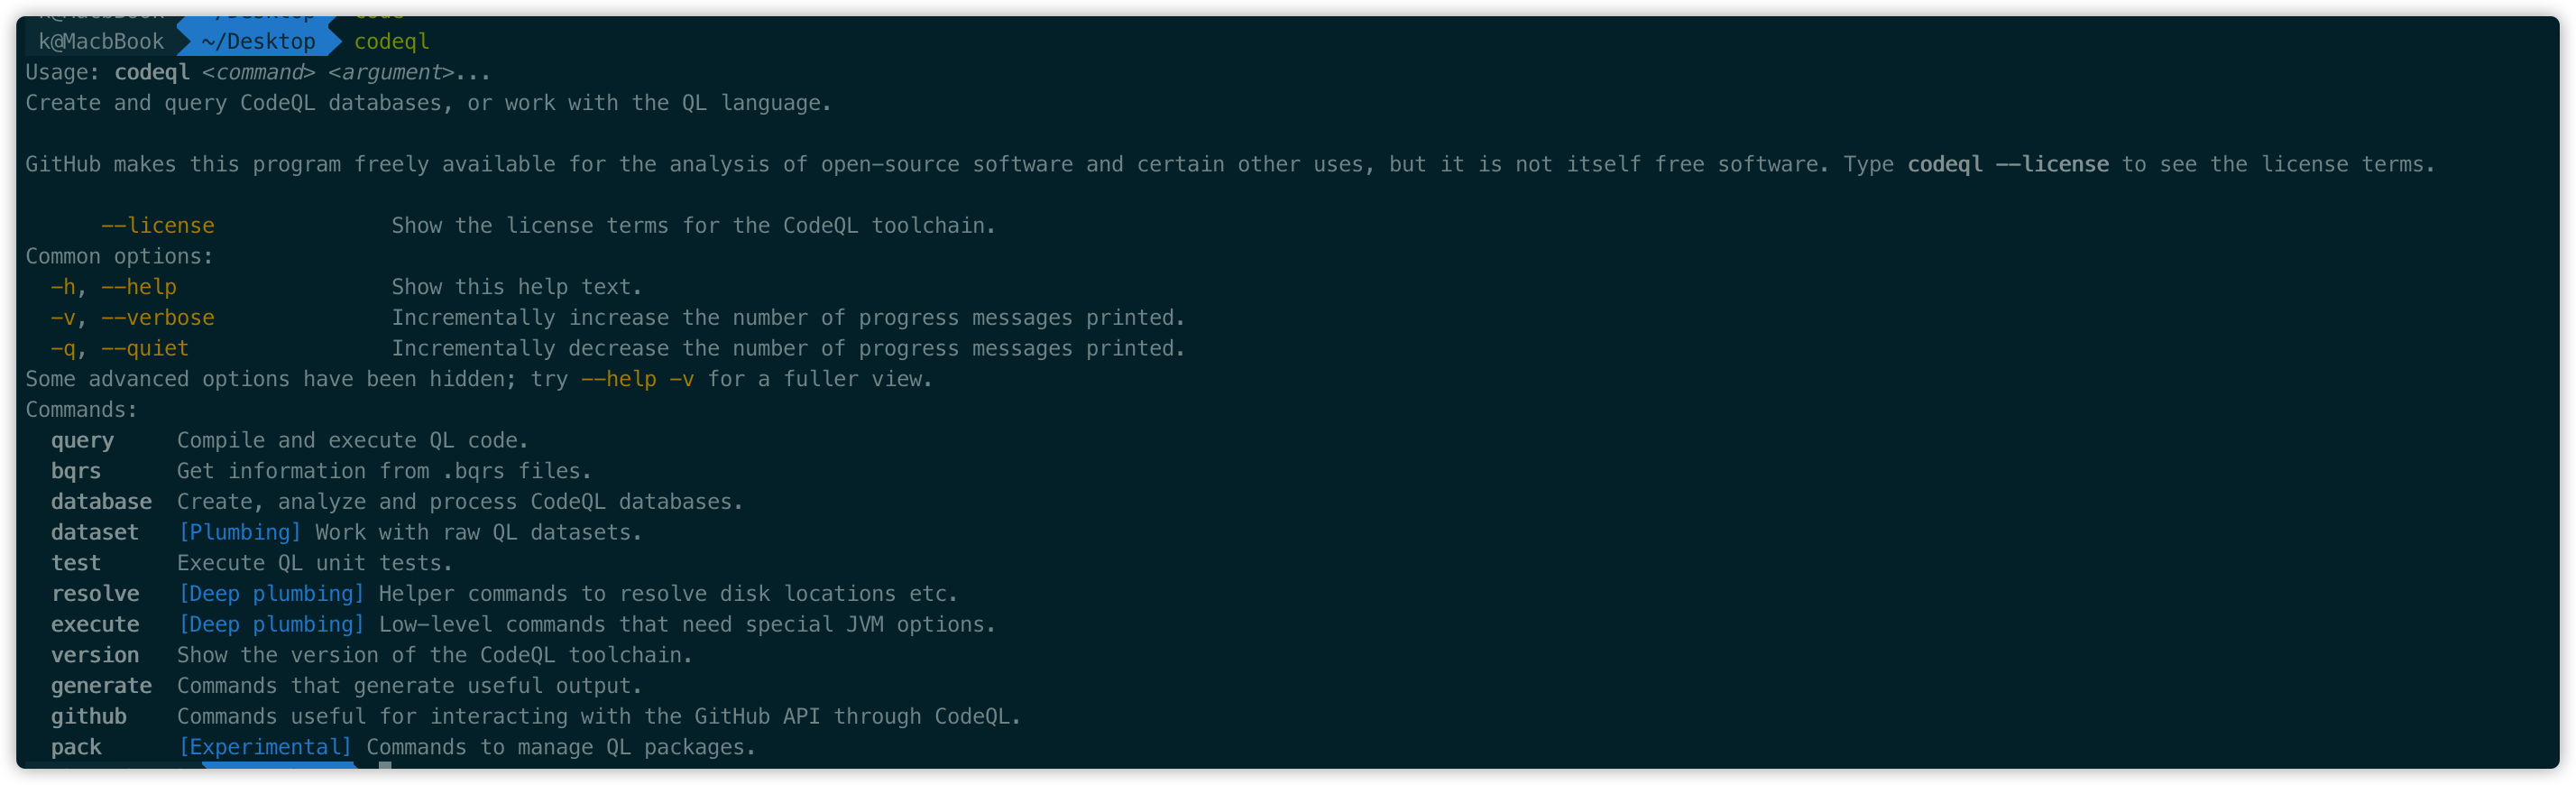 k@MacbBook ~/Desktop code
k@MacbBook ~/Desktop codeql
Usage: codeql <command> <argument>...
Create and query CodeQL databases, or work with the QL language.
GitHub makes this program freely available for the analysis of open-source software and certain other uses, but it is not itself free software. Type codeql --license to see the license terms.
--license Show the license terms for the CodeQL toolchain.
Common options:
-h, --help Show this help text.
-v, --verbose Incrementally increase the number of progress messages printed.
-q, --quiet Incrementally decrease the number of progress messages printed.
Some advanced options have been hidden; try --help -v for a fuller view.
Commands:
query Compile and execute QL code.
bqrs Get information from .bqrs files.
database Create, analyze and process CodeQL databases.
dataset [Plumbing] Work with raw QL datasets.
test Execute QL unit tests.
resolve [Deep plumbing] Helper commands to resolve disk locations etc.
execute [Deep plumbing] Low-level commands that need special JVM options.
version Show the version of the CodeQL toolchain.
generate Commands that generate useful output.
github Commands useful for interacting with the GitHub API through CodeQL.
pack [Experimental] Commands to manage QL packages.